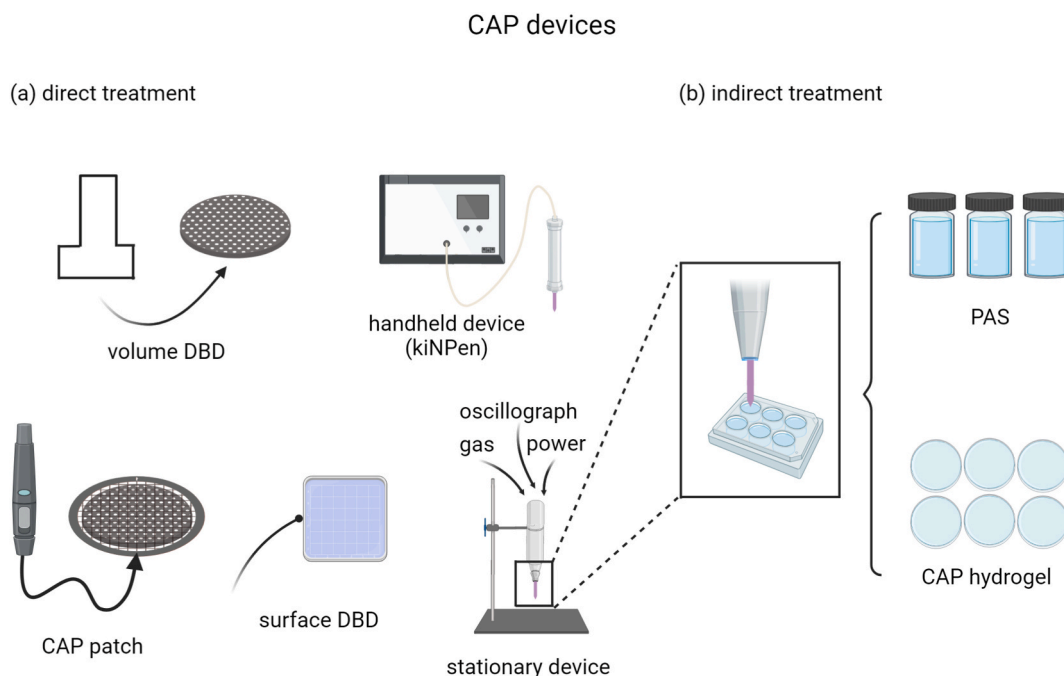 CAP devices
(a) direct treatment
(b) indirect treatment
volume DBD
handheld device
(kiNPen)
PAS
oscillograph
gas
power
CAP patch
surface DBD
stationary device
CAP hydrogel